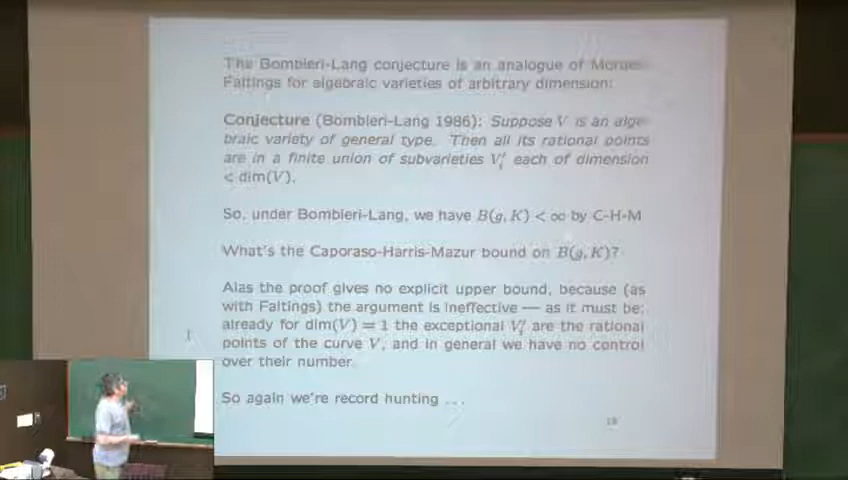 The Bombieri-Lang conjecture is an analogue of
Faltings for algebraic varieties of arbitrary dimension:
Conjecture (Bombieri-Lang 1986): Suppose V is an alge-
braic variety of general type. Then all its rational points
are in a finite union of subvarieties V′ᵢ each of dimension
< dim(V).
So, under Bombieri-Lang, we have B(g, K) < ∞ by C-H-M
What's the Caporaso-Harris-Mazur bound on B(g, K)?
Alas the proof gives no explicit upper bound, because (as
with Faltings) the argument is ineffective — as it must be:
already for dim(V) = 1 the exceptional V′ᵢ are the rational
points of the curve V, and in general we have no control
over their number.
So again we're record hunting ...